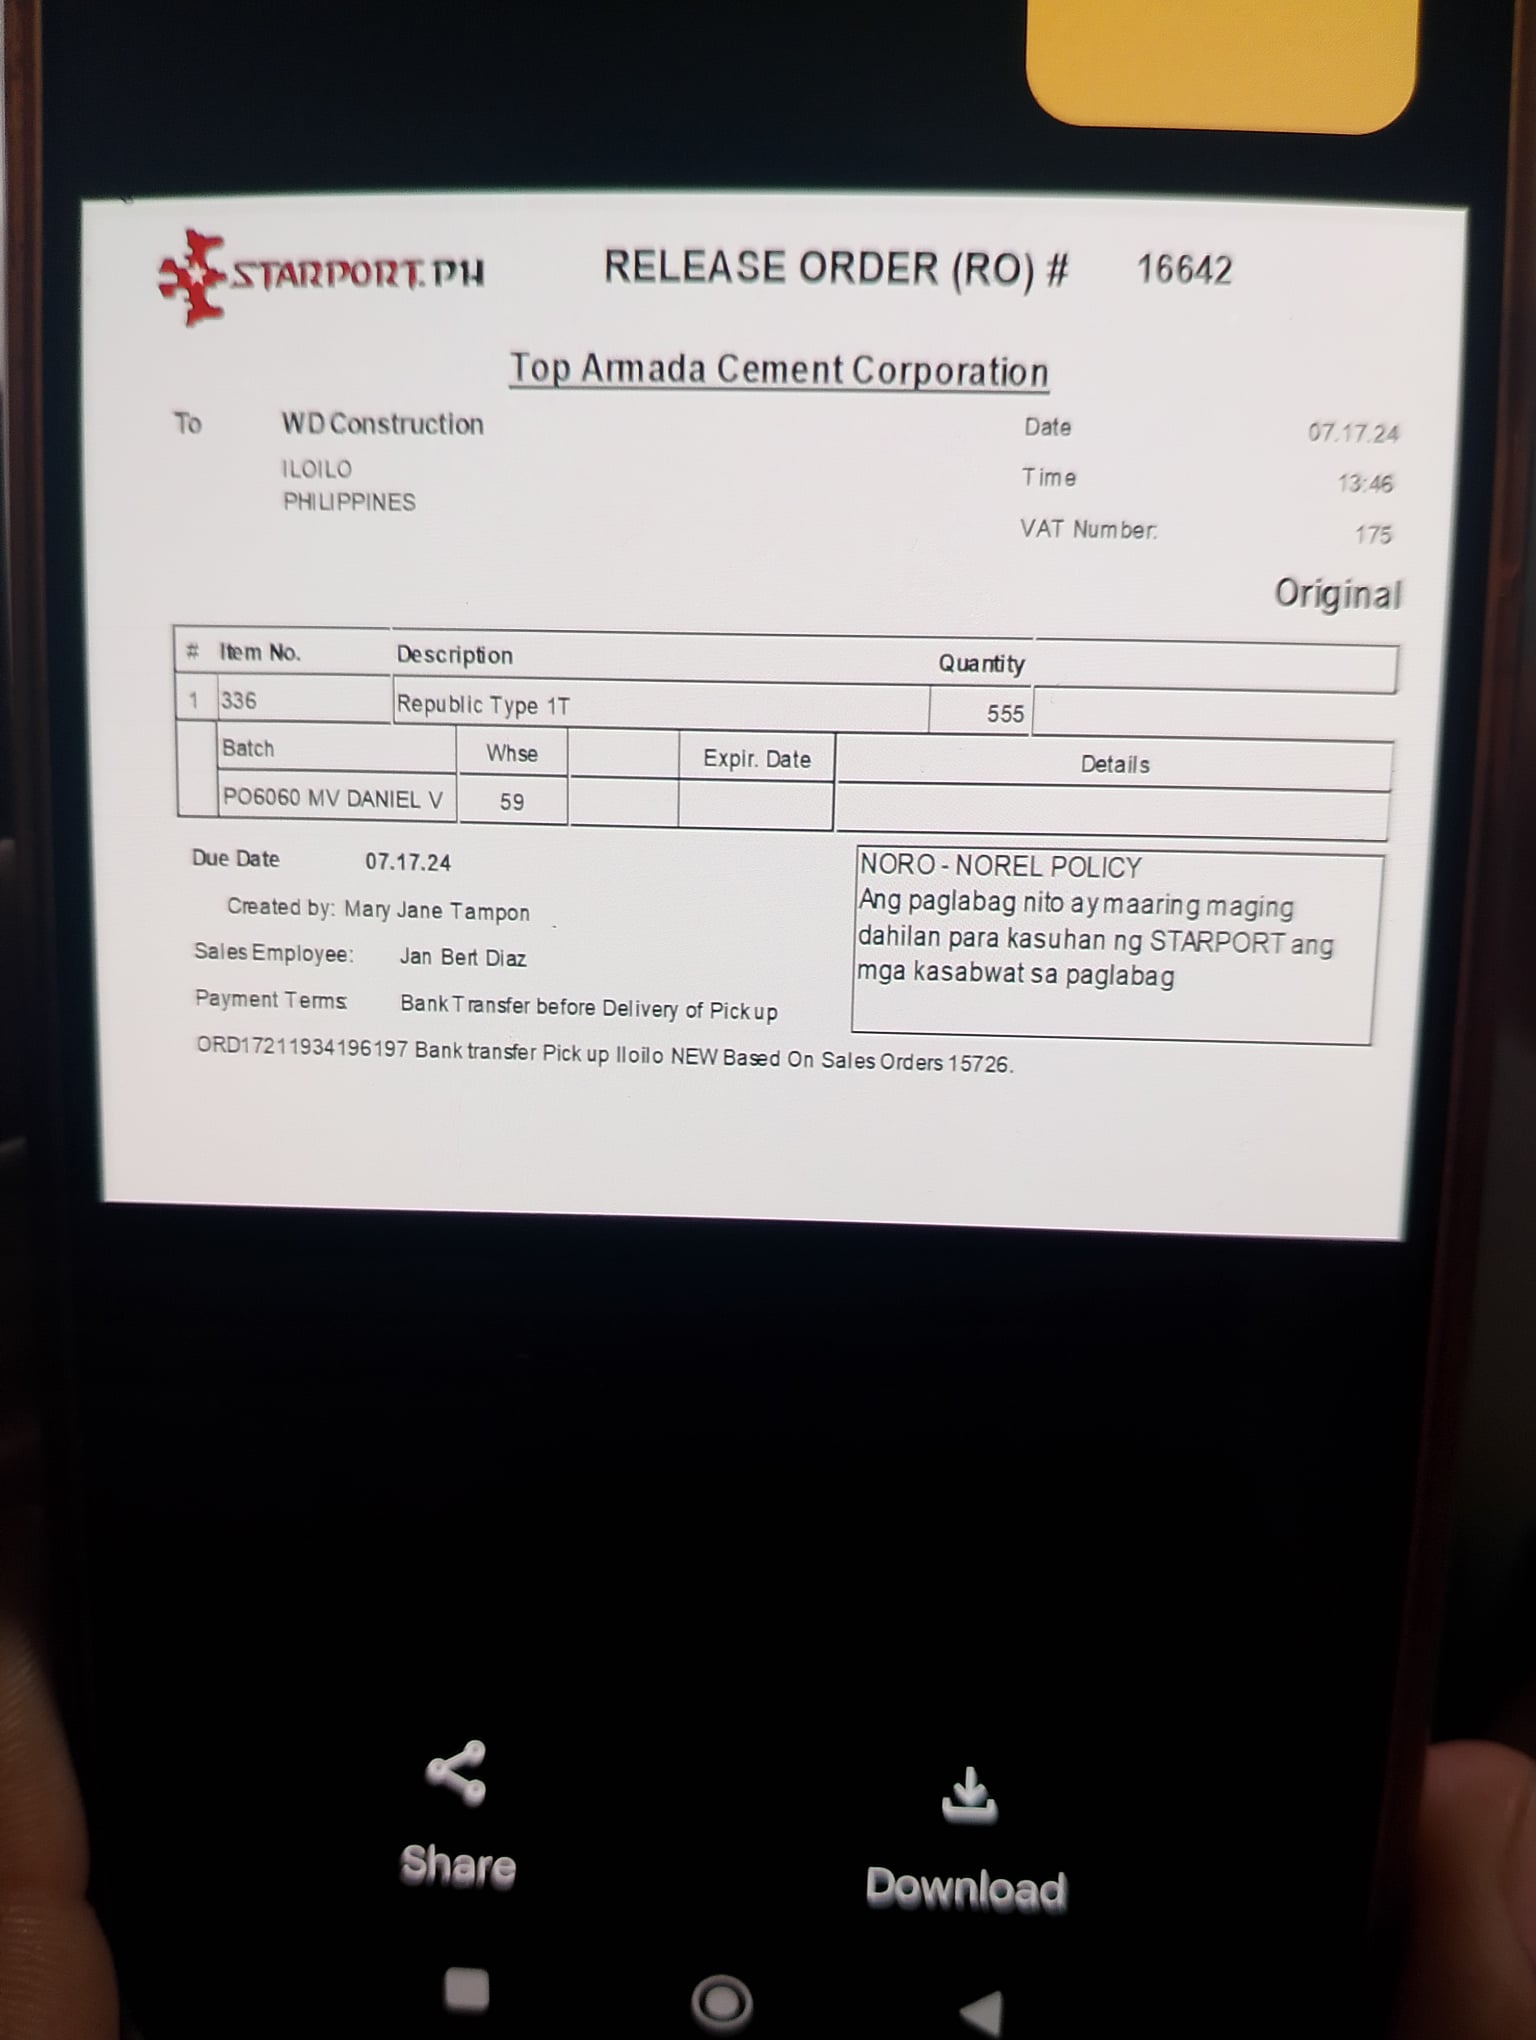 STARPORT.PH RELEASE ORDER (RO) # 16642
Top Armada Cement Corporation
To WD Construction
ILOILO
PHILIPPINES
Date 07.17.24
Time 13:46
VAT Number: 175
Original
# Item No. Description Quantity
1 336 Republic Type 1T 555
Batch Whse Expir. Date Details
PO6060 MV DANIEL V 59
Due Date 07.17.24
Created by: Mary Jane Tampon
Sales Employee: Jan Bert Diaz
Payment Terms: Bank Transfer before Delivery of Pickup
ORD17211934196197 Bank transfer Pick up Iloilo NEW Based On Sales Orders 15726.
NORO - NOREL POLICY
Ang paglabag nito ay maaring maging
dahilan para kasuhan ng STARPORT ang
mga kasabwat sa paglabag
Share Download